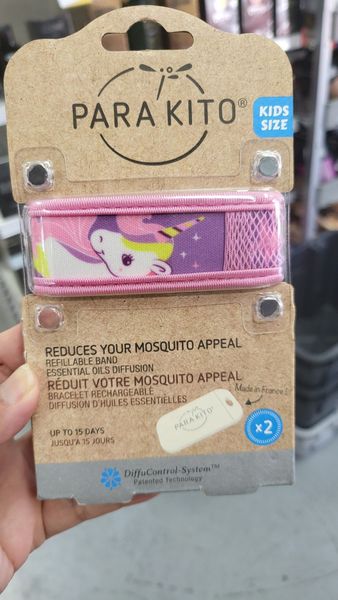 PARA KITO®
KIDS
SIZE
REDUCES YOUR MOSQUITO APPEAL
REFILLABLE BAND
ESSENTIAL OILS DIFFUSION
RÉDUIT VOTRE MOSQUITO APPEAL
BRACELET RECHARGEABLE
DIFFUSION D'HUILES ESSENTIELLES
Made in France!
PARA KITO
UP TO 15 DAYS
JUSQU'A 15 JOURS
x2
DiffuControl-System™
Patented Technology